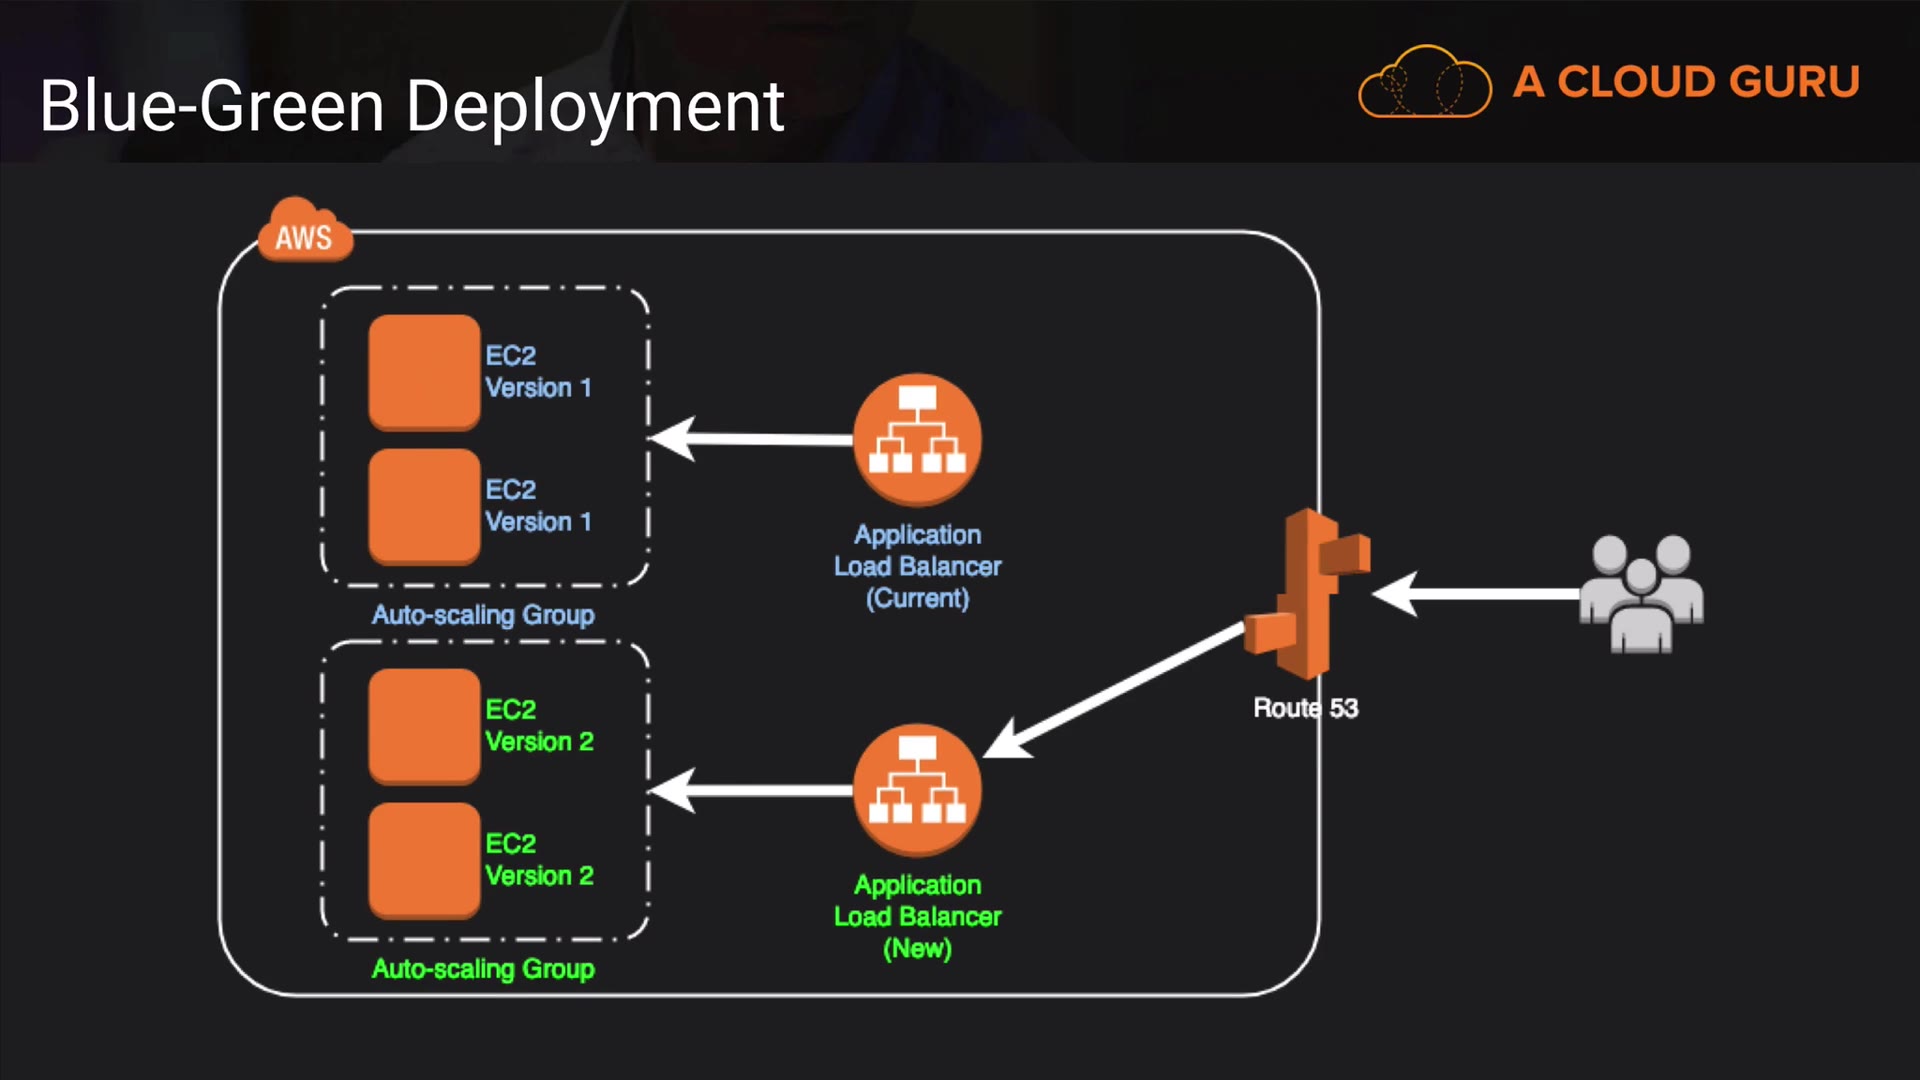 Blue-Green Deployment
A CLOUD GURU
AWS
EC2
Version 1
EC2
Version 1
Auto-scaling Group
Application
Load Balancer
(Current)
EC2
Version 2
EC2
Version 2
Auto-scaling Group
Application
Load Balancer
(New)
Route 53